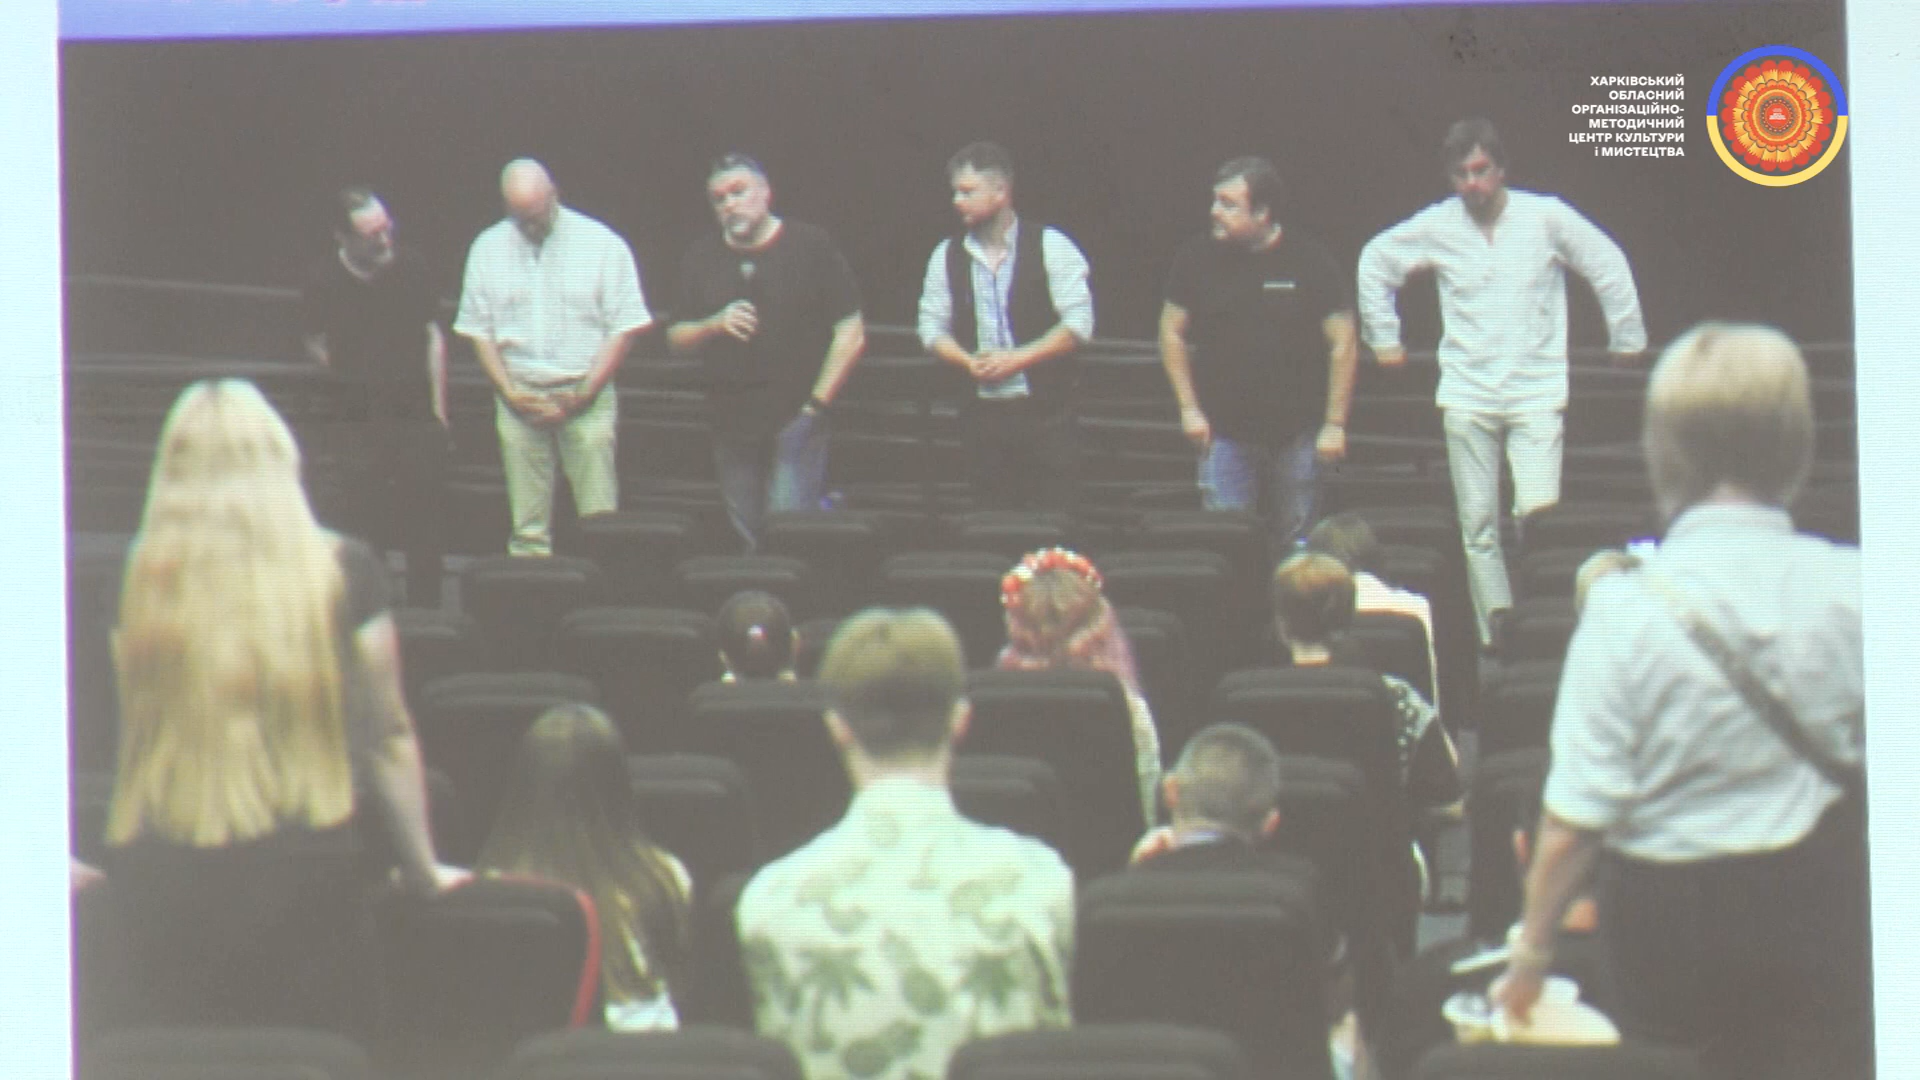 ХАРКІВСЬКИЙ
ОБЛАСНИЙ
ОРГАНІЗАЦІЙНО-
МЕТОДИЧНИЙ
ЦЕНТР КУЛЬТУРИ
і МИСТЕЦТВА